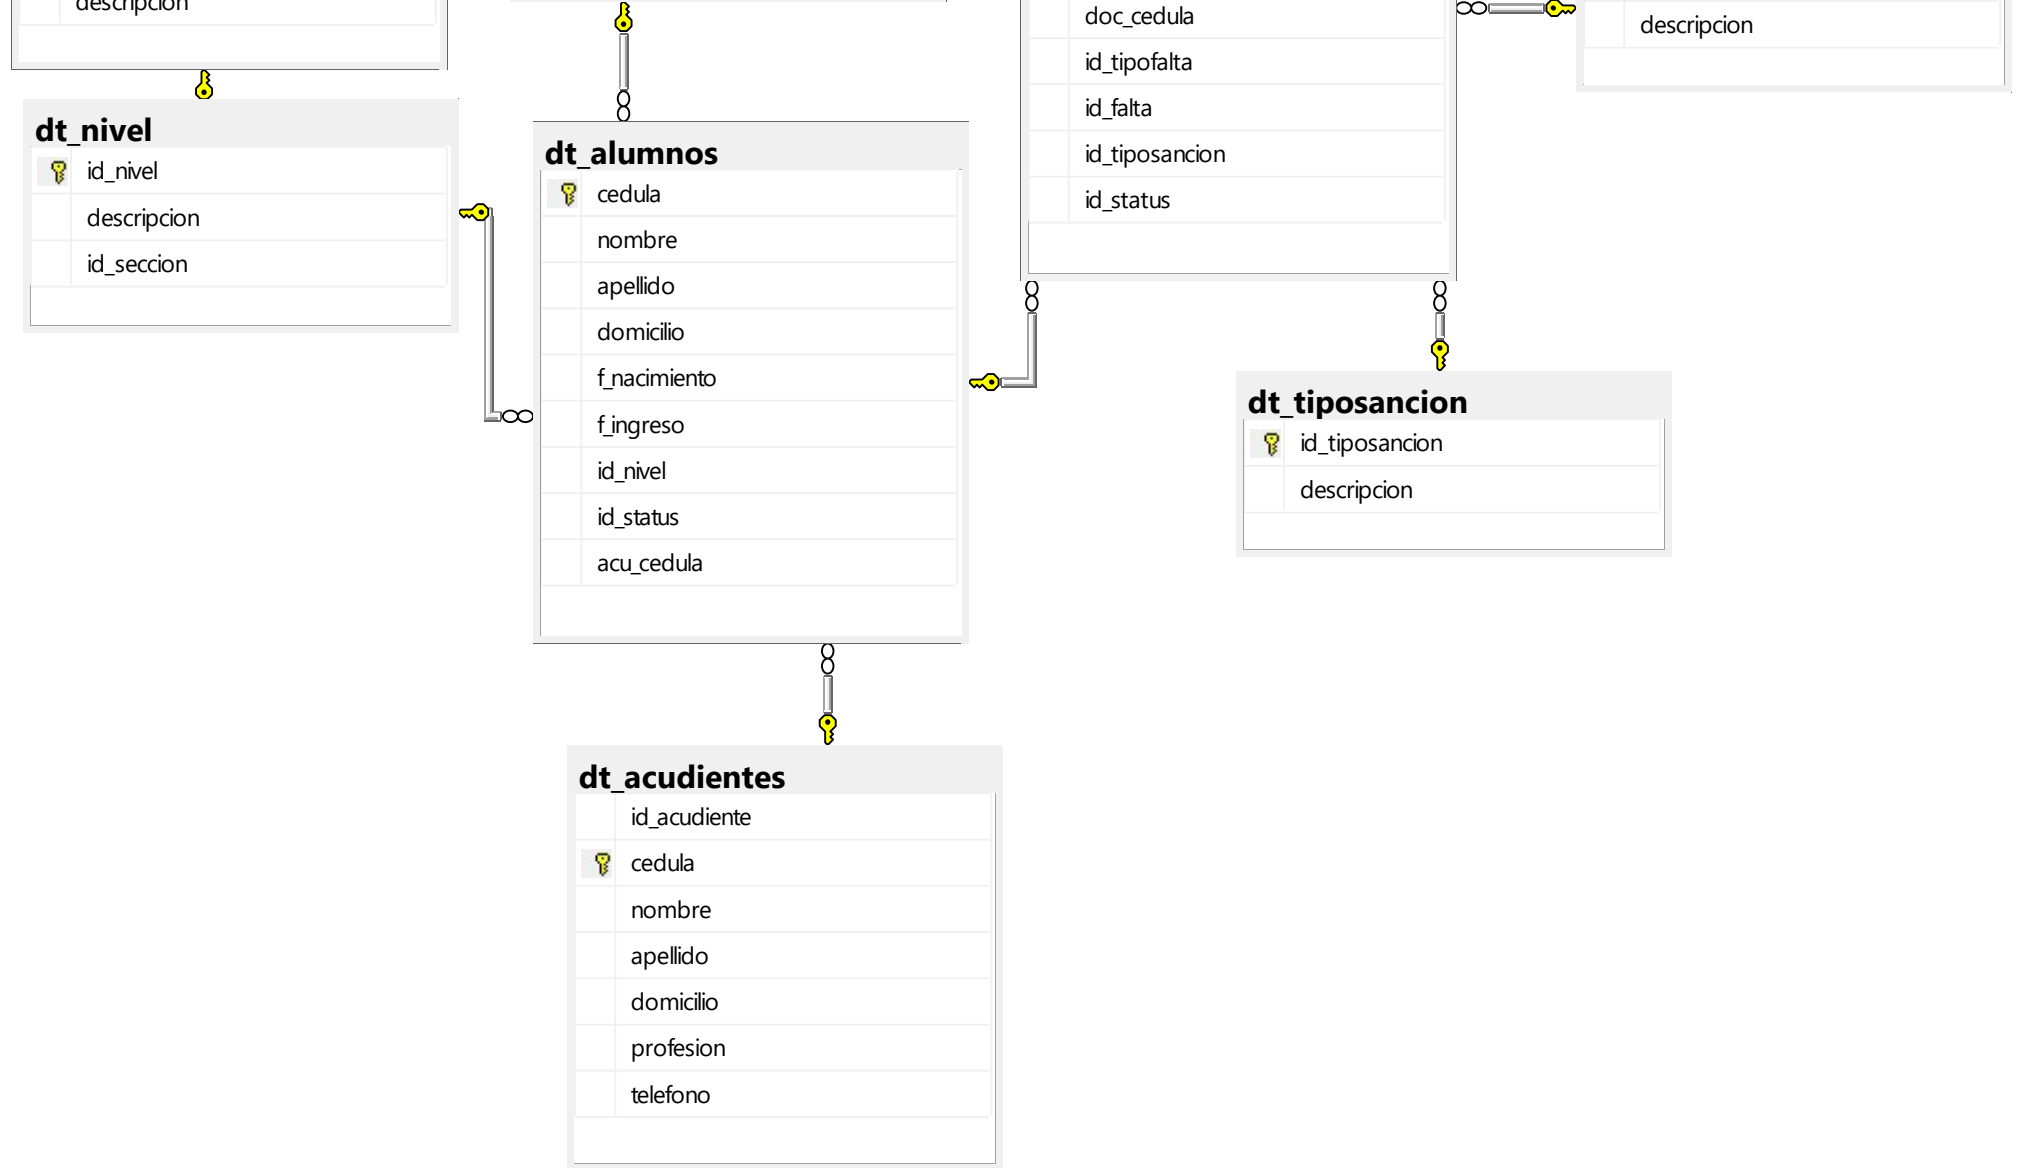 descripcion
dt_nivel
id_nivel
descripcion
id_seccion
dt_alumnos
cedula
nombre
apellido
domicilio
f_nacimiento
f_ingreso
id_nivel
id_status
acu_cedula
doc_cedula
id_tipofalta
id_falta
id_tiposancion
id_status
descripcion
dt_tiposancion
id_tiposancion
descripcion
dt_acudientes
id_acudiente
cedula
nombre
apellido
domicilio
profesion
telefono